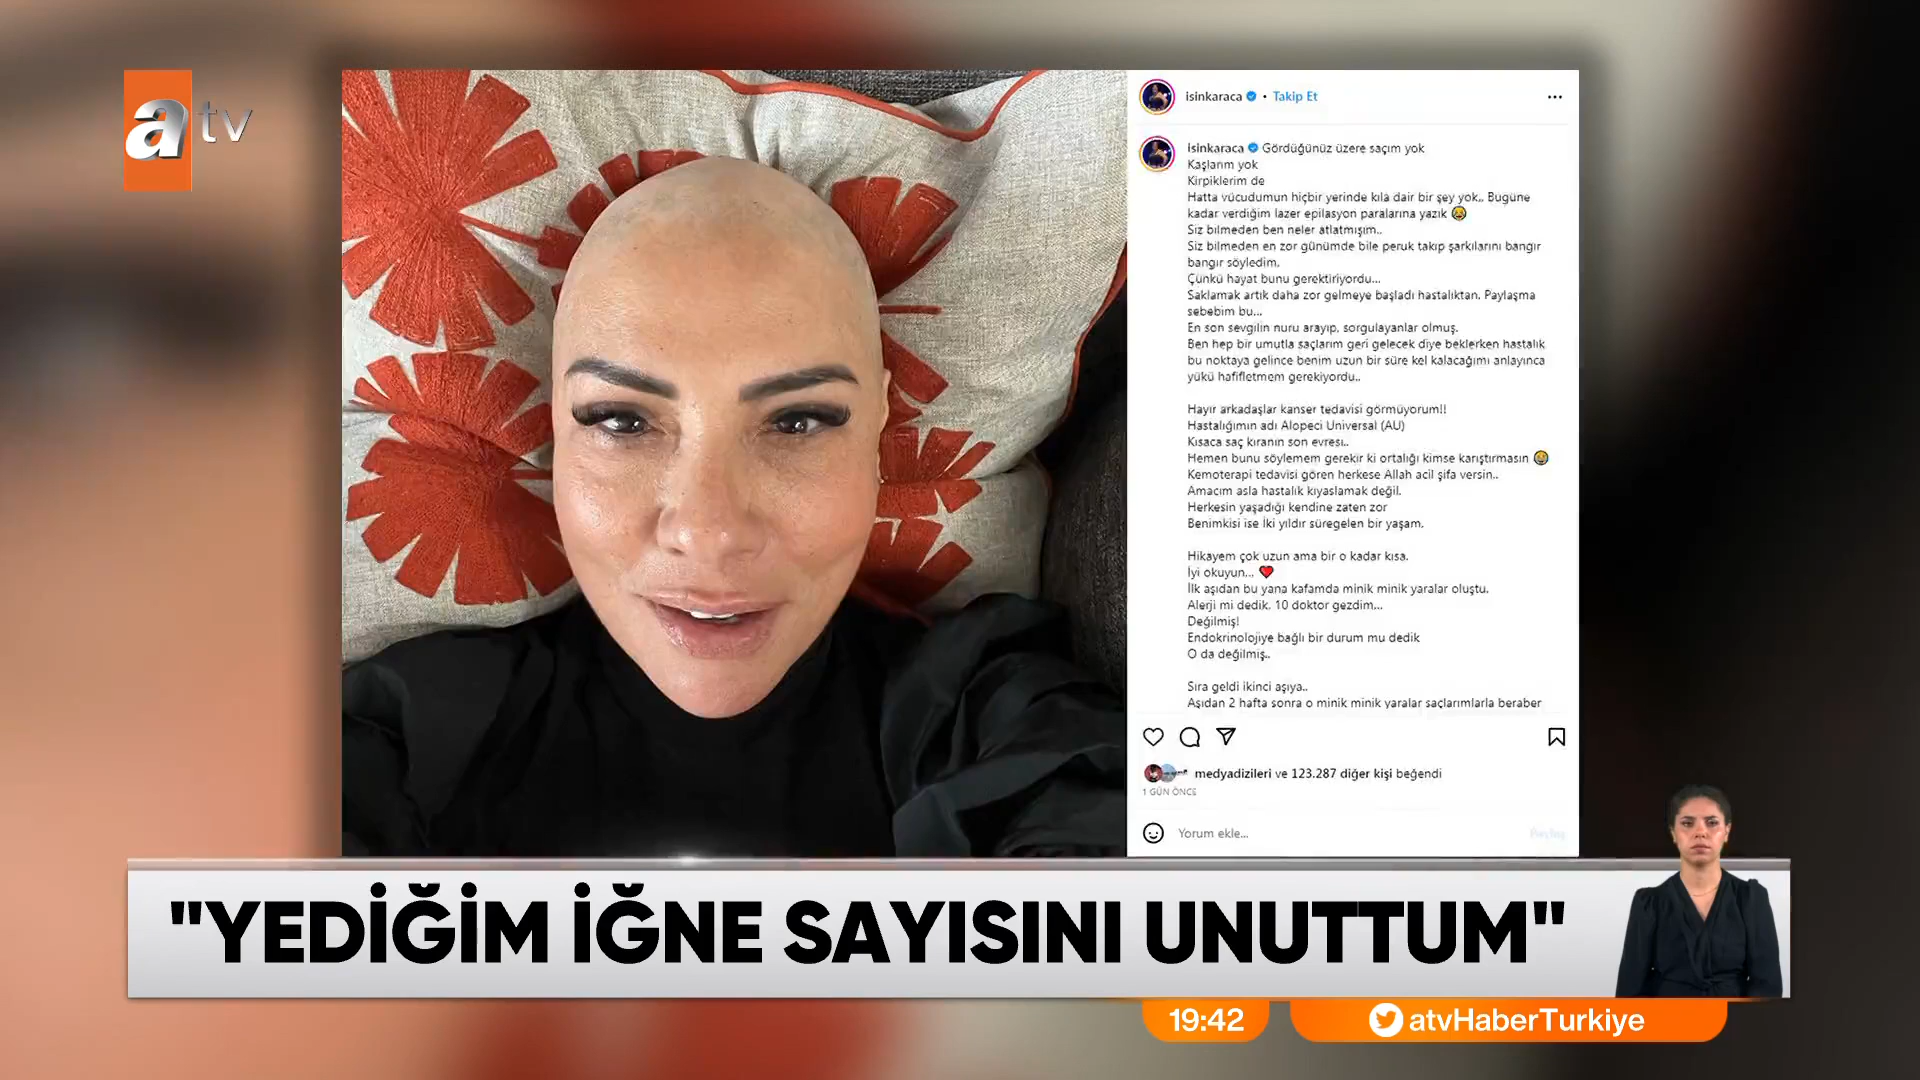 a tv
isinkaraca • Takip Et
isinkaraca Gördüğünüz üzere saçım yok
Kaşlarım yok
Kirpiklerim de
Hatta vücudumun hiçbir yerinde kıla dair bir şey yok.. Bugüne
kadar verdiğim lazer epilasyon paralarına yazık 😂
Siz bilmeden ben neler atlatmışım..
Siz bilmeden en zor günümde bile peruk takıp şarkılarını bangır
bangır söyledim.
Çünkü hayat bunu gerektiriyordu...
Saklamak artık daha zor gelmeye başladı hastalıktan. Paylaşma
sebebim bu...
En son sevgilin nuru arayıp, sorgulayanlar olmuş.
Ben hep bir umutla saçlarım geri gelecek diye beklerken hastalık
bu noktaya gelince benim uzun bir süre kel kalacağımı anlayınca
yükü hafifletmem gerekiyordu..
Hayır arkadaşlar kanser tedavisi görmüyorum!!
Hastalığımın adı Alopeci Universal (AU)
Kısaca saç kıranın son evresi..
Hemen bunu söylemem gerekir ki ortalığı kimse karıştırmasın 😂
Kemoterapi tedavisi gören herkese Allah acil şifa versin..
Amacım asla hastalık kıyaslamak değil.
Herkesin yaşadığı kendine zaten zor
Benimkisi ise İki yıldır süregelen bir yaşam.
Hikayem çok uzun ama bir o kadar kısa.
İyi okuyun... ❤️
İlk aşıdan bu yana kafamda minik minik yaralar oluştu.
Alerji mi dedik. 10 doktor gezdim...
Değilmiş!
Endokrinolojiye bağlı bir durum mu dedik
O da değilmiş..
Sıra geldi ikinci aşıya..
Aşıdan 2 hafta sonra o minik minik yaralar saçlarımlarla beraber
medyadizileri ve 123.287 diğer kişi beğendi
1 GÜN ÖNCE
Yorum ekle... Paylaş
"YEDİĞİM İĞNE SAYISINI UNUTTUM"
19:42 atvHaberTurkiye